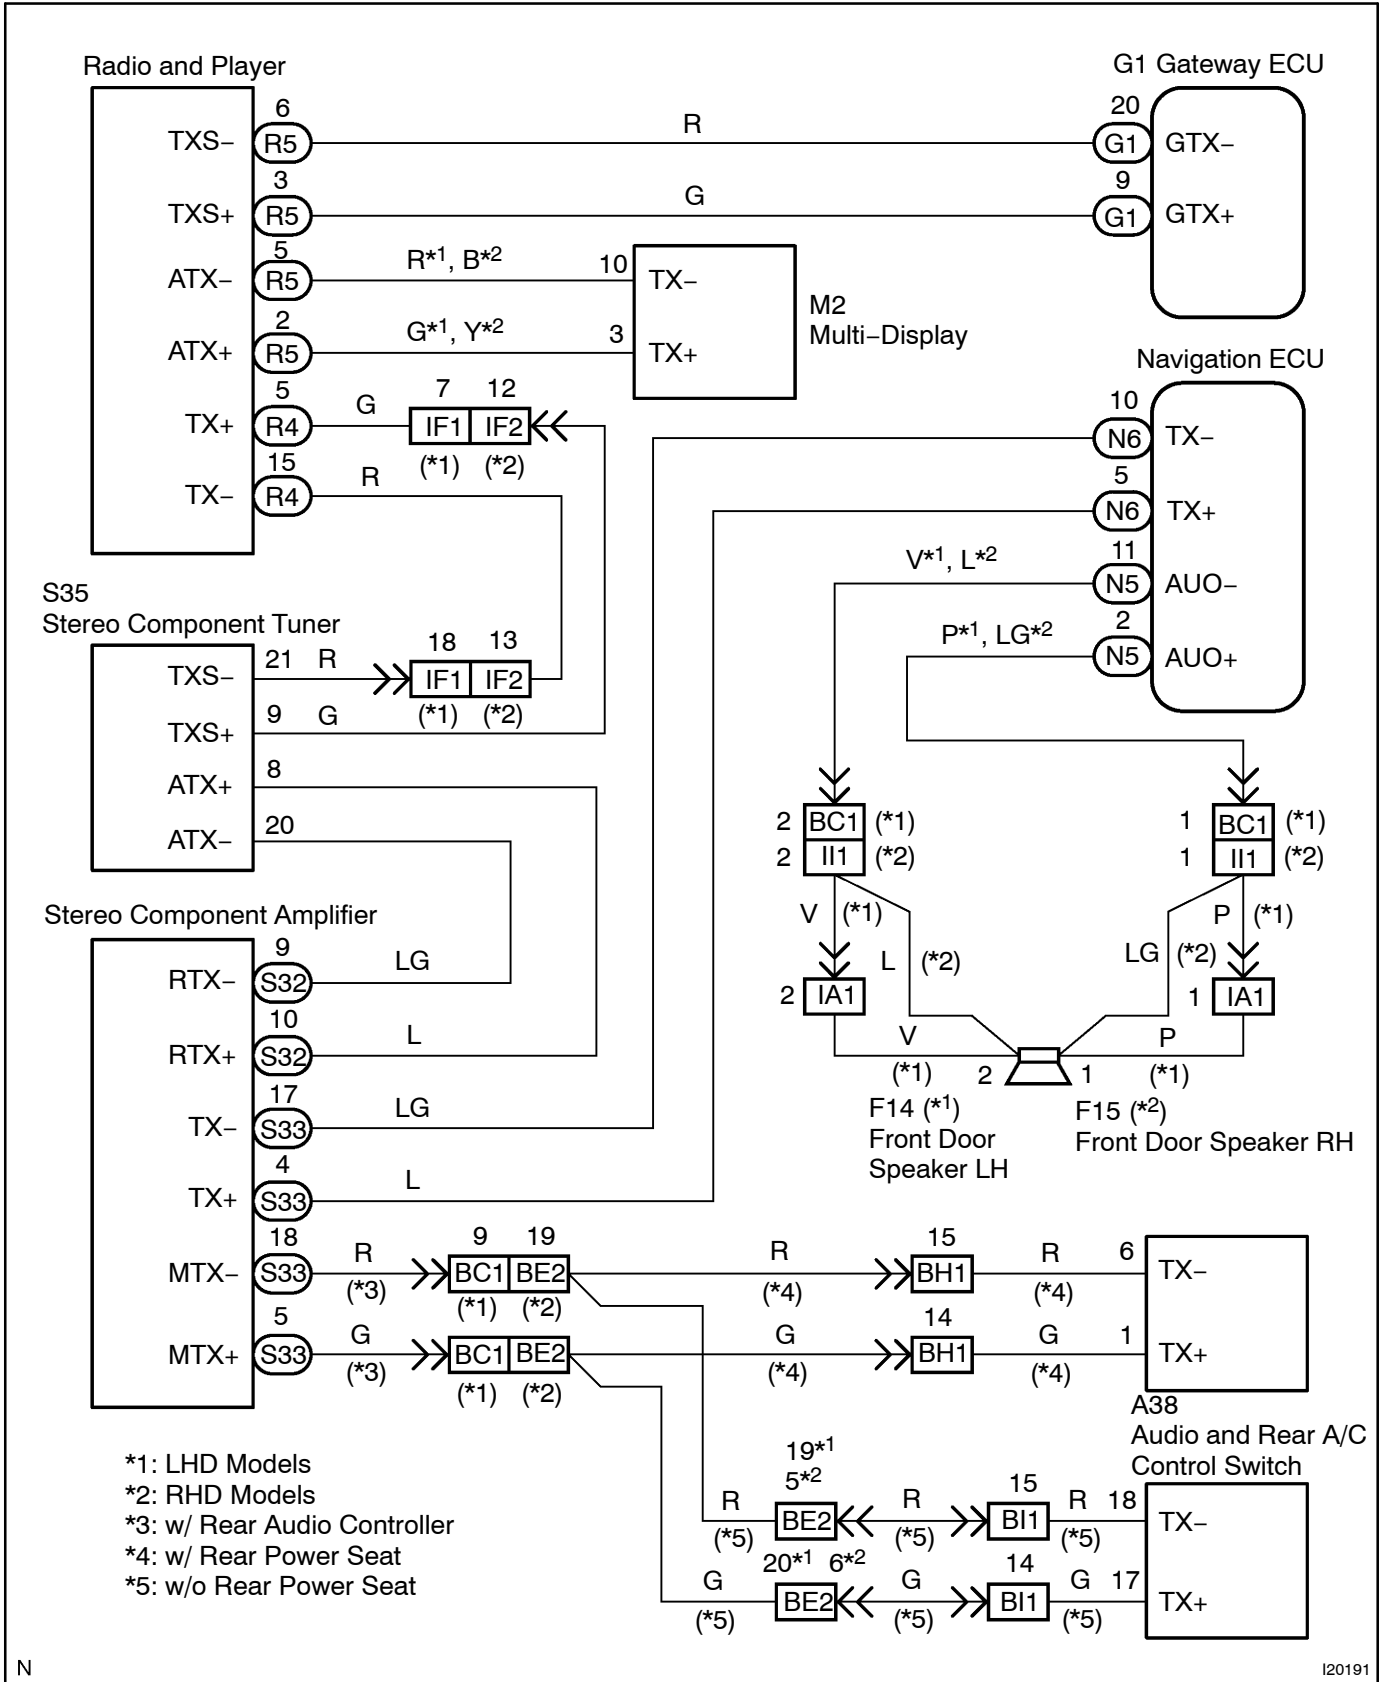 Radio and Player
G1 Gateway ECU
TXS− 6 R5 R 20 G1 GTX−
TXS+ 3 R5 G 9 G1 GTX+
ATX− 5 R5 R*1, B*2 10 TX−
ATX+ 2 R5 G*1, Y*2 3 TX+
M2
Multi−Display
TX+ 5 R4 G 7 12 IF1 IF2
(*1) (*2)
TX− 15 R4 R
Navigation ECU
10 N6 TX−
5 N6 TX+
V*1, L*2 11 N5 AUO−
P*1, LG*2 2 N5 AUO+
S35
Stereo Component Tuner
TXS− 21 R 18 13 IF1 IF2
(*1) (*2)
TXS+ 9 G
ATX+ 8
ATX− 20
2 BC1 (*1) 1 BC1 (*1)
2 II1 (*2) 1 II1 (*2)
V (*1) P (*1)
L (*2) LG (*2)
2 IA1 1 IA1
V P
(*1) 2 1 (*1)
F14 (*1)
Front Door
Speaker LH
F15 (*2)
Front Door Speaker RH
Stereo Component Amplifier
RTX− 9 S32 LG
RTX+ 10 S32 L
TX− 17 S33 LG
TX+ 4 S33 L
MTX− 18 S33 R 9 19 BC1 BE2 R 15 BH1 R 6 TX−
(*3) (*1) (*2) (*4) (*4)
MTX+ 5 S33 G BC1 BE2 G 14 BH1 G 1 TX+
(*3) (*1) (*2) (*4) (*4)
A38
Audio and Rear A/C
Control Switch
19*1
5*2
R BE2 R 15 BI1 R 18 TX−
(*5) (*5) (*5)
20*1 6*2
G BE2 G 14 BI1 G 17 TX+
(*5) (*5) (*5)
*1: LHD Models
*2: RHD Models
*3: w/ Rear Audio Controller
*4: w/ Rear Power Seat
*5: w/o Rear Power Seat
N
I20191